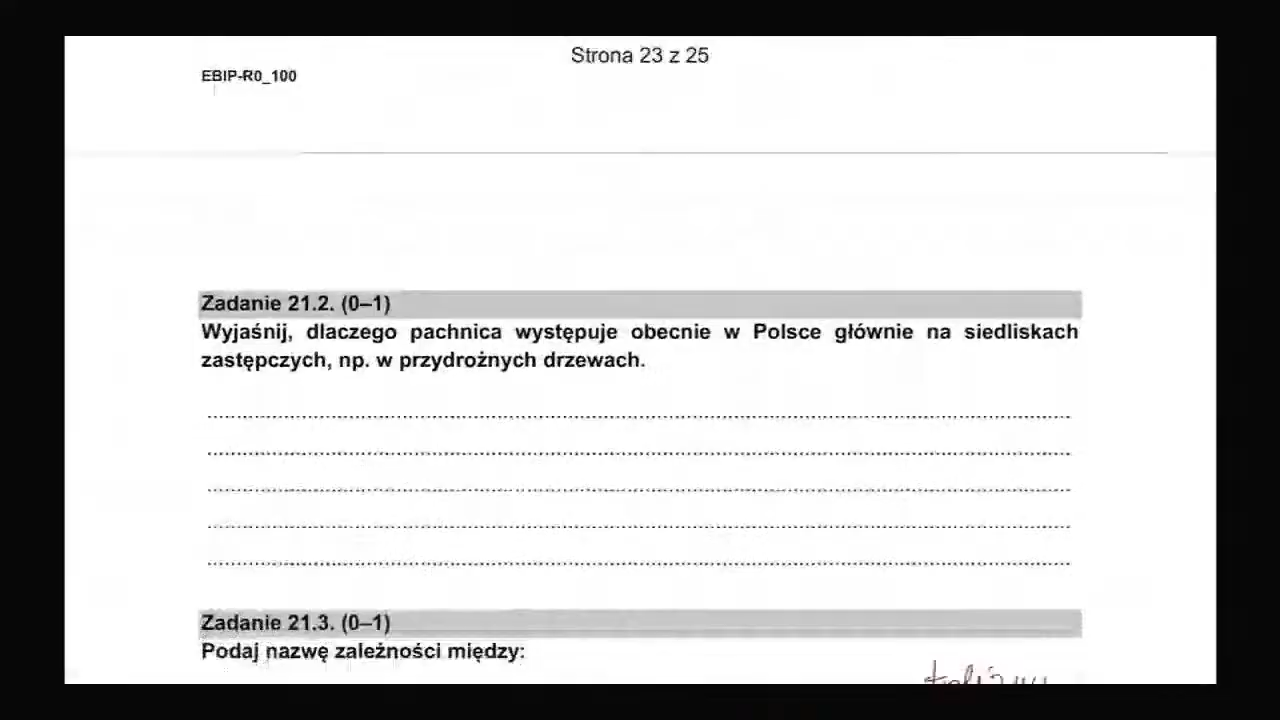 Strona 23 z 25
EBIP-R0_100
Zadanie 21.2. (0–1)
Wyjaśnij, dlaczego pachnica występuje obecnie w Polsce głównie na siedliskach
zastępczych, np. w przydrożnych drzewach.
Zadanie 21.3. (0–1)
Podaj nazwę zależności między: